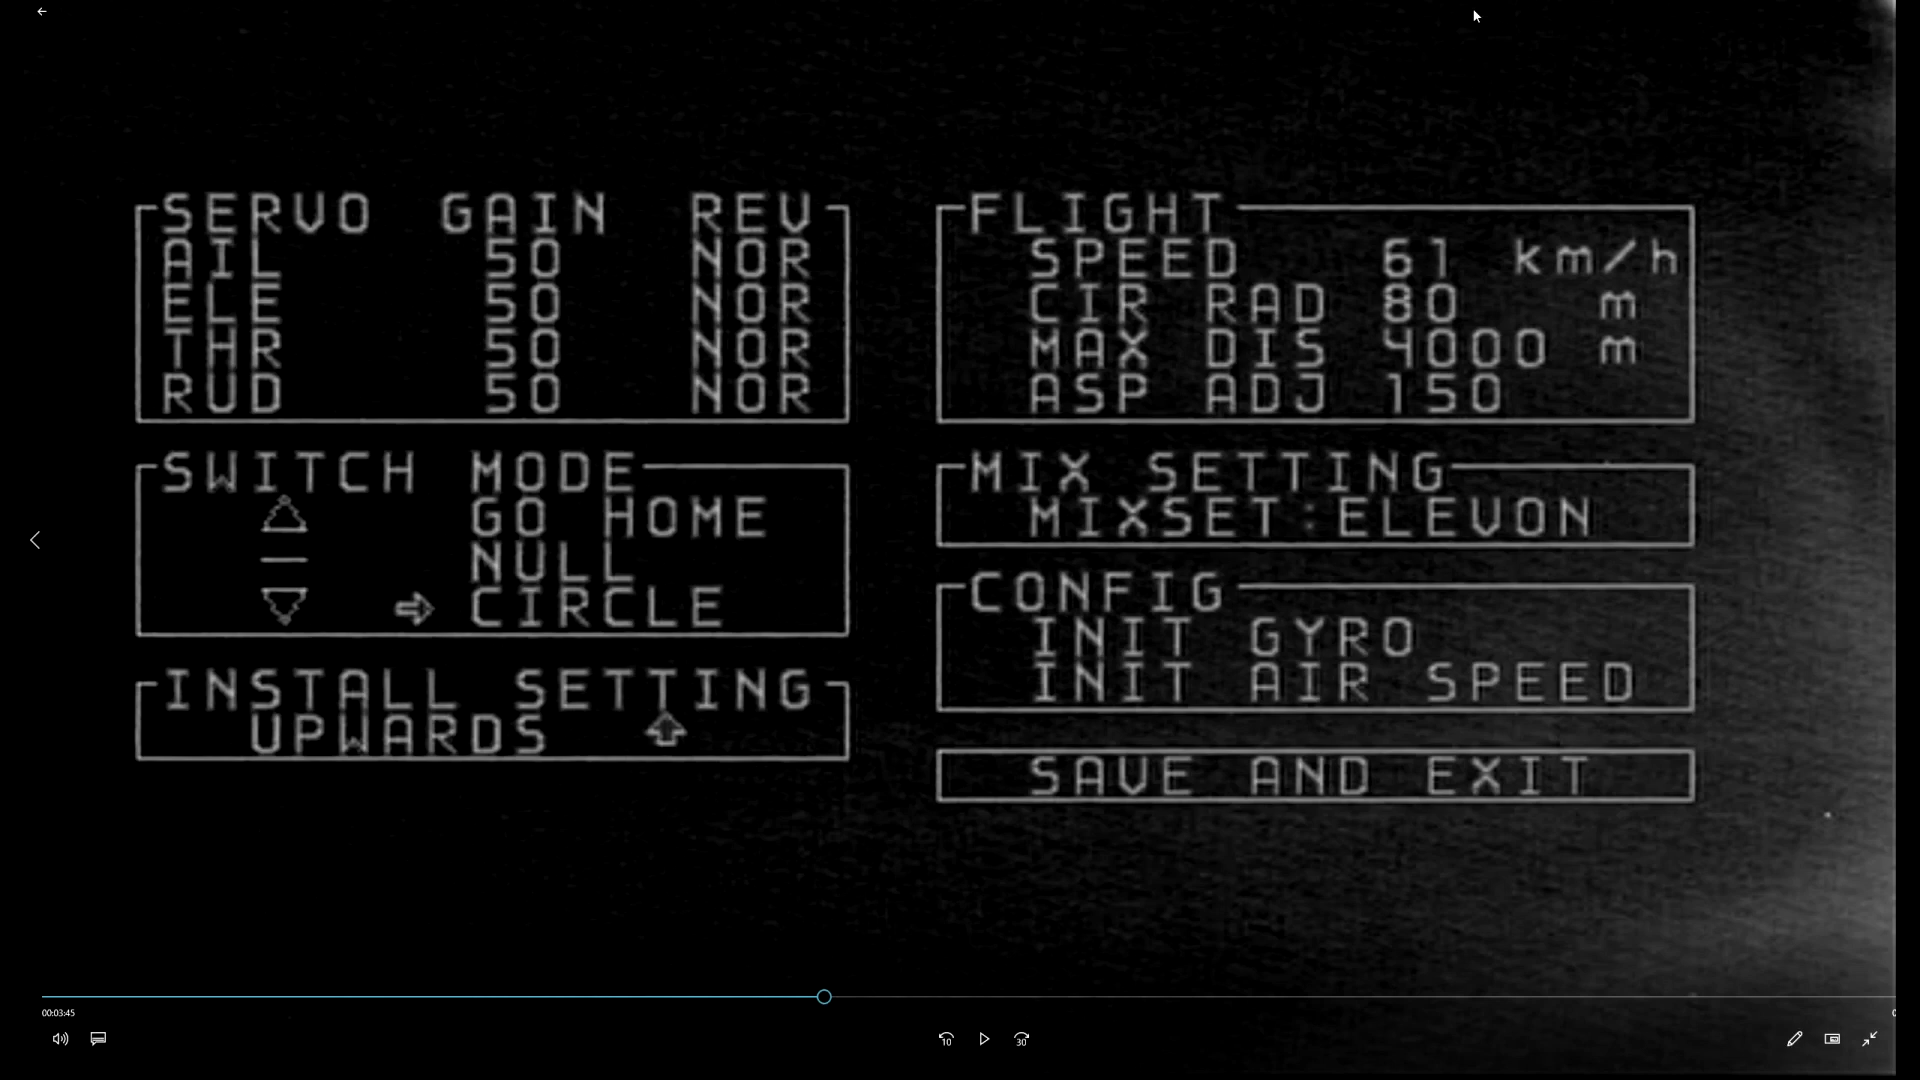 SERVO GAIN REV
AIL 50 NOR
ELE 50 NOR
THR 50 NOR
RUD 50 NOR
SWITCH MODE
GO HOME
NULL
CIRCLE
INSTALL SETTING
UPWARDS
FLIGHT
SPEED 61 km/h
CIR RAD 80 m
MAX DIS 4000 m
ASP ADJ 150
MIX SETTING
MIXSET:ELEVON
CONFIG
INIT GYRO
INIT AIR SPEED
SAVE AND EXIT
00:03:45
10
30